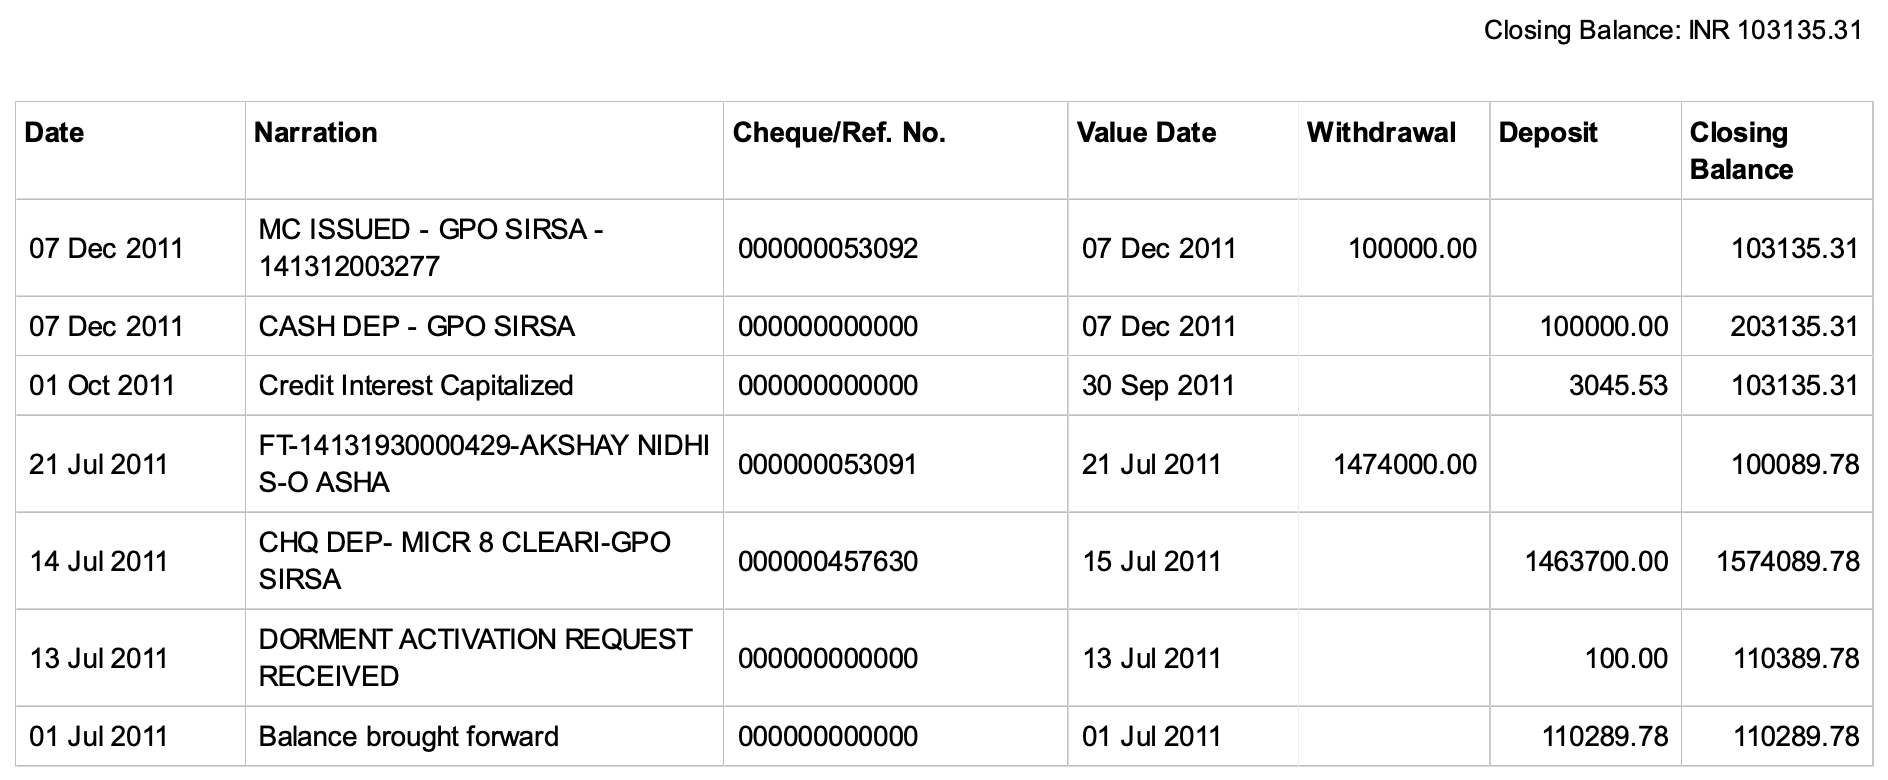 Closing Balance: INR 103135.31
Date Narration Cheque/Ref. No. Value Date Withdrawal Deposit Closing
Balance
07 Dec 2011 MC ISSUED - GPO SIRSA -
141312003277 000000053092 07 Dec 2011 100000.00 103135.31
07 Dec 2011 CASH DEP - GPO SIRSA 000000000000 07 Dec 2011 100000.00 203135.31
01 Oct 2011 Credit Interest Capitalized 000000000000 30 Sep 2011 3045.53 103135.31
21 Jul 2011 FT-14131930000429-AKSHAY NIDHI
S-O ASHA 000000053091 21 Jul 2011 1474000.00 100089.78
14 Jul 2011 CHQ DEP- MICR 8 CLEARI-GPO
SIRSA 000000457630 15 Jul 2011 1463700.00 1574089.78
13 Jul 2011 DORMENT ACTIVATION REQUEST
RECEIVED 000000000000 13 Jul 2011 100.00 110389.78
01 Jul 2011 Balance brought forward 000000000000 01 Jul 2011 110289.78 110289.78